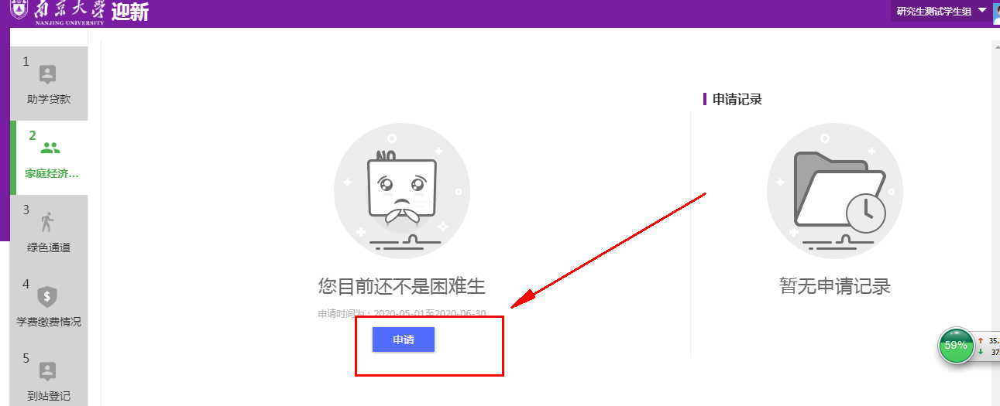 南京大学 迎新
NANJING UNIVERSITY
研究生测试学生组
1
助学贷款
2
家庭经济...
3
绿色通道
4
$
学费缴费情况
5
到站登记
NO
您目前还不是困难生
申请时间为：2020-05-01至2020-06-30
申请
申请记录
暂无申请记录
59%